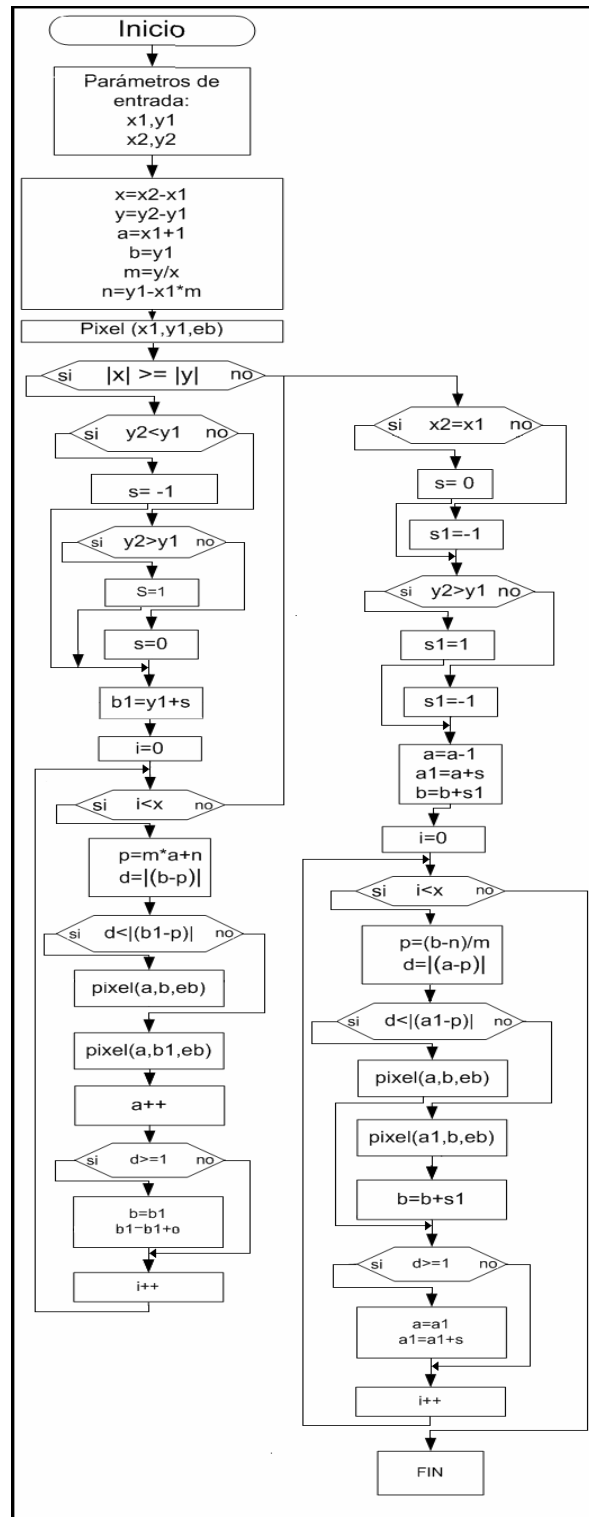 Inicio
Parámetros de
entrada:
x1,y1
x2,y2
x=x2-x1
y=y2-y1
a=x1+1
b=y1
m=y/x
n=y1-x1*m
Pixel (x1,y1,eb)
si |x| >= |y| no
si y2<y1 no
s= -1
si y2>y1 no
S=1
s=0
b1=y1+s
i=0
si i<x no
p=m*a+n
d=|(b-p)|
si d<|(b1-p)| no
pixel(a,b,eb)
pixel(a,b1,eb)
a++
si d>=1 no
b=b1
i++
si x2=x1 no
s= 0
s1=-1
si y2>y1 no
s1=1
s1=-1
a=a-1
a1=a+s
b=b+s1
i=0
si i<x no
p=(b-n)/m
d=|(a-p)|
si d<|(a1-p)| no
pixel(a,b,eb)
pixel(a1,b,eb)
b=b+s1
si d>=1 no
a=a1
a1=a1+s
i++
FIN